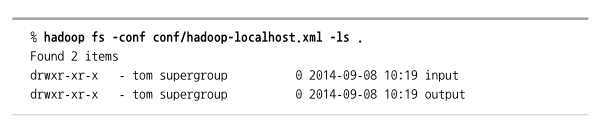 % hadoop fs -conf conf/hadoop-localhost.xml -ls .
Found 2 items
drwxr-xr-x   - tom supergroup          0 2014-09-08 10:19 input
drwxr-xr-x   - tom supergroup          0 2014-09-08 10:19 output